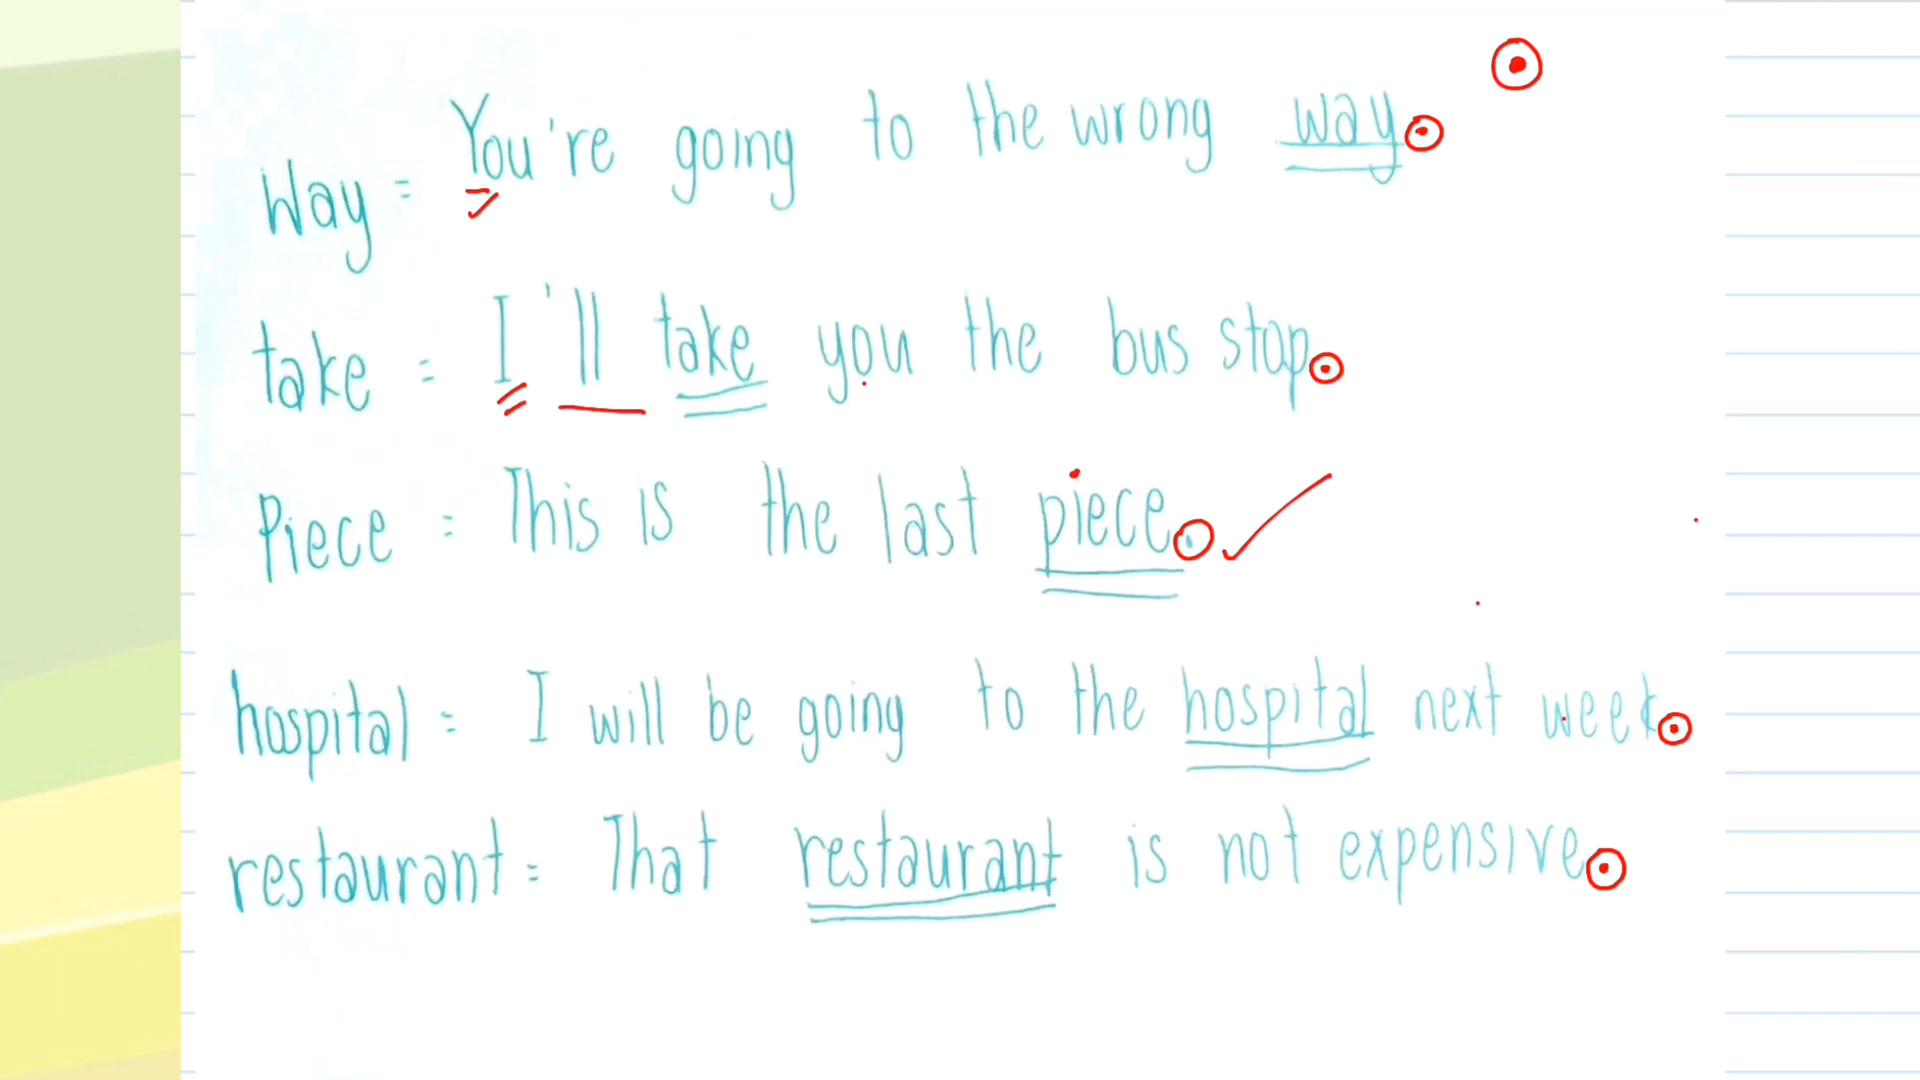 Way = You're going to the wrong way.
take = I'll take you the bus stop.
Piece = This is the last piece.
hospital = I will be going to the hospital next week.
restaurant = That restaurant is not expensive.